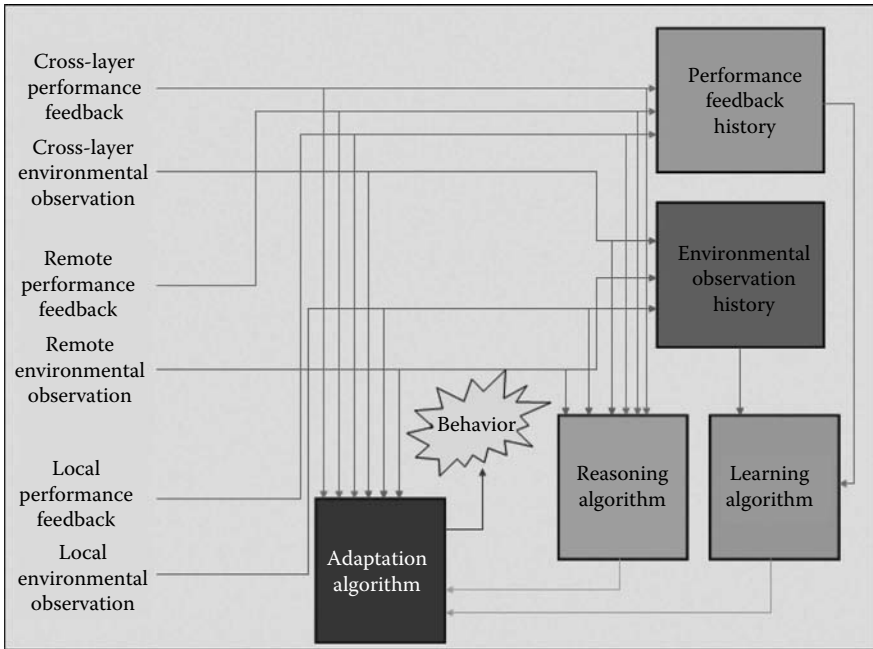 Cross-layer
performance
feedback
Cross-layer
environmental
observation
Remote
performance
feedback
Remote
environmental
observation
Local
performance
feedback
Local
environmental
observation
Performance
feedback
history
Environmental
observation
history
Behavior
Reasoning
algorithm
Learning
algorithm
Adaptation
algorithm